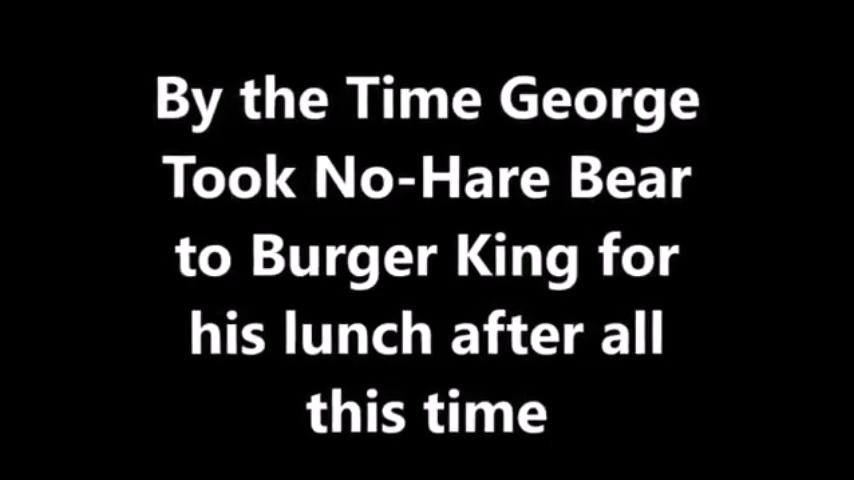 By the Time George
Took No-Hare Bear
to Burger King for
his lunch after all
this time